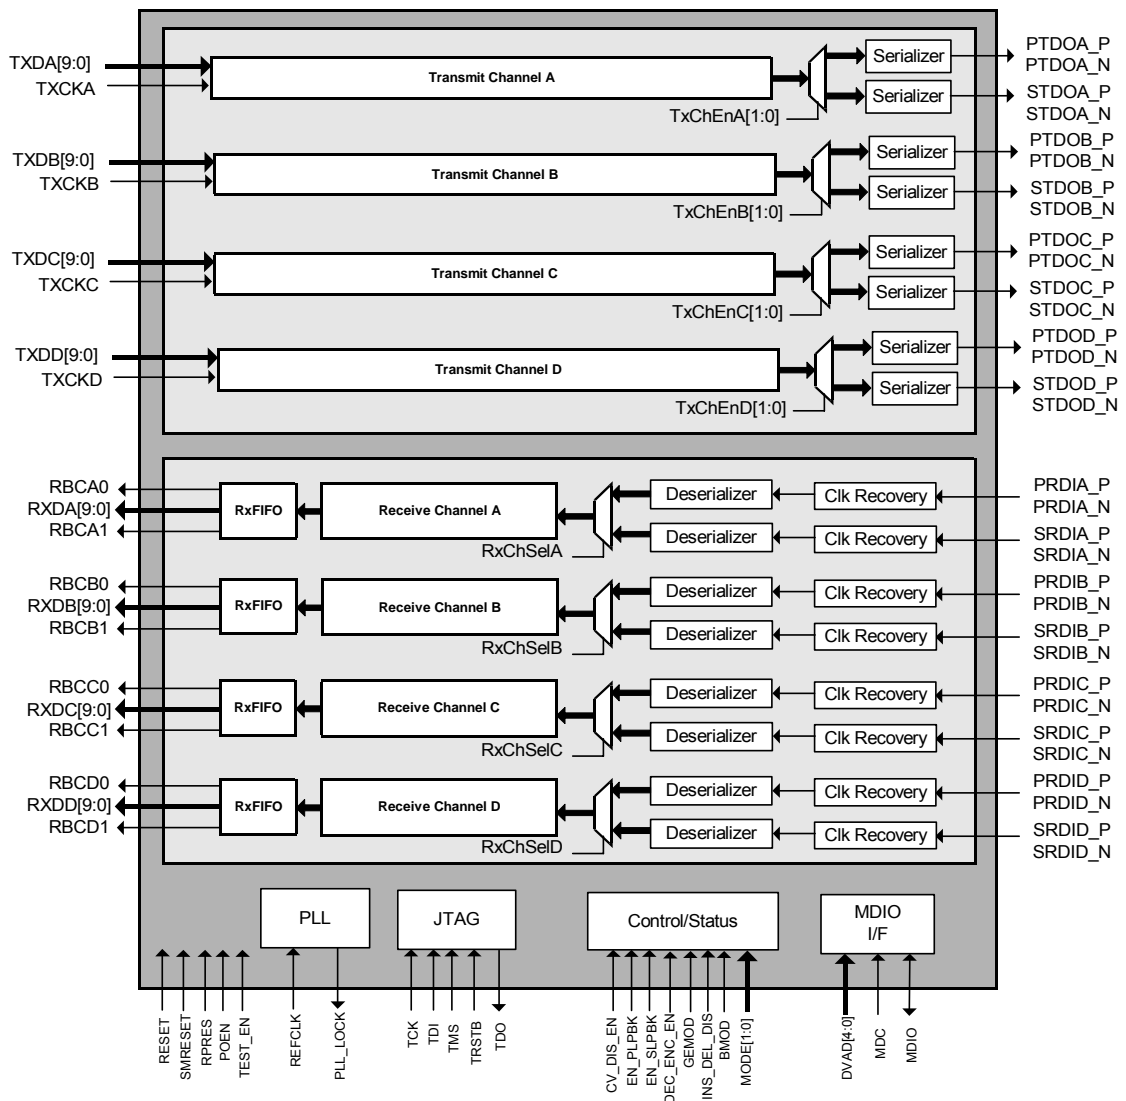 TXDA[9:0]
TXCKA
Transmit Channel A
TxChEnA[1:0]
Serializer
Serializer
PTDOA_P
PTDOA_N
STDOA_P
STDOA_N
TXDB[9:0]
TXCKB
Transmit Channel B
TxChEnB[1:0]
Serializer
Serializer
PTDOB_P
PTDOB_N
STDOB_P
STDOB_N
TXDC[9:0]
TXCKC
Transmit Channel C
TxChEnC[1:0]
Serializer
Serializer
PTDOC_P
PTDOC_N
STDOC_P
STDOC_N
TXDD[9:0]
TXCKD
Transmit Channel D
TxChEnD[1:0]
Serializer
Serializer
PTDOD_P
PTDOD_N
STDOD_P
STDOD_N
RBCA0
RXDA[9:0]
RBCA1
RxFIFO
Receive Channel A
RxChSelA
Deserializer
Deserializer
Clk Recovery
Clk Recovery
PRDIA_P
PRDIA_N
SRDIA_P
SRDIA_N
RBCB0
RXDB[9:0]
RBCB1
RxFIFO
Receive Channel B
RxChSelB
Deserializer
Deserializer
Clk Recovery
Clk Recovery
PRDIB_P
PRDIB_N
SRDIB_P
SRDIB_N
RBCC0
RXDC[9:0]
RBCC1
RxFIFO
Receive Channel C
RxChSelC
Deserializer
Deserializer
Clk Recovery
Clk Recovery
PRDIC_P
PRDIC_N
SRDIC_P
SRDIC_N
RBCD0
RXDD[9:0]
RBCD1
RxFIFO
Receive Channel D
RxChSelD
Deserializer
Deserializer
Clk Recovery
Clk Recovery
PRDID_P
PRDID_N
SRDID_P
SRDID_N
PLL
JTAG
Control/Status
MDIO
I/F
RESET
SMRESET
RPRES
POEN
TEST_EN
REFCLK
PLL_LOCK
TCK
TDI
TMS
TRSTB
TDO
CV_DIS_EN
EN_PLPBK
EN_SLPBK
DEC_ENC_EN
GEMOD
INS_DEL_DIS
BMOD
MODE[1:0]
DVAD[4:0]
MDC
MDIO